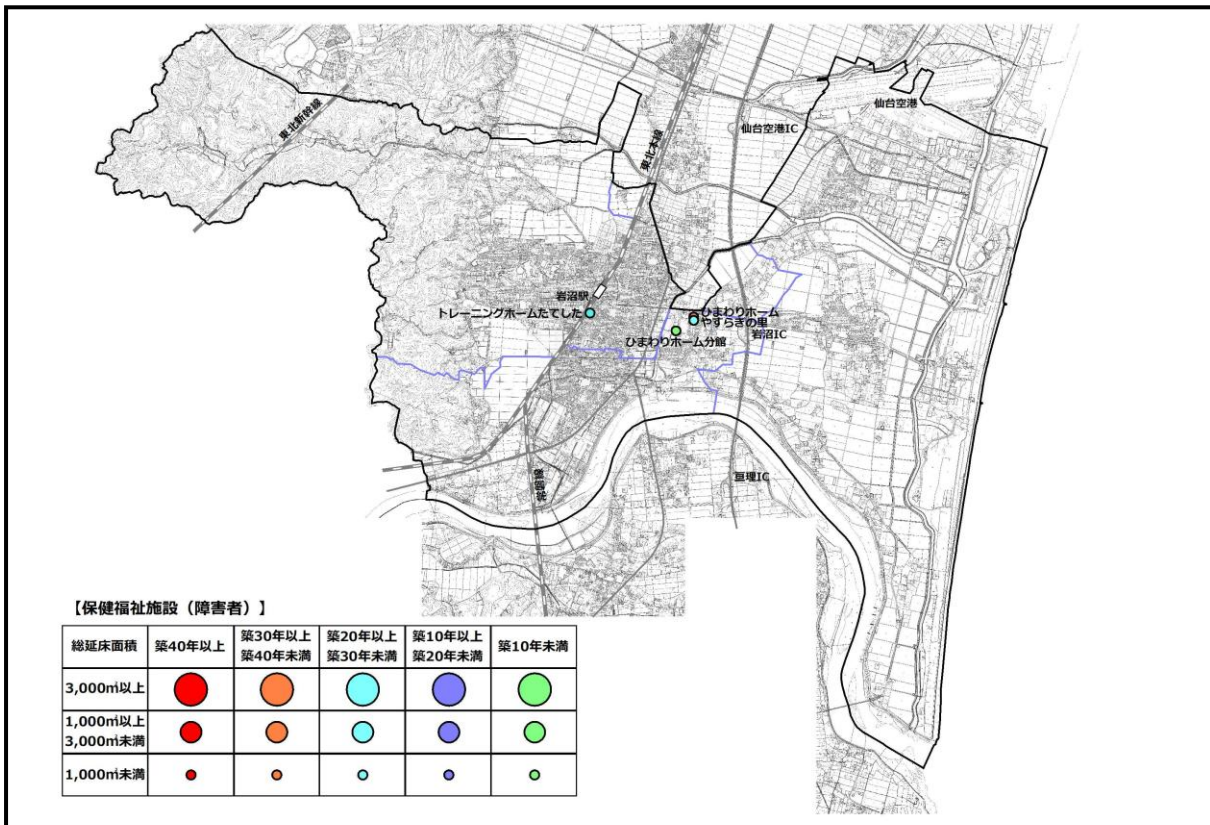 仙台空港
東北新幹線
仙台空港IC
東北本線
岩沼駅
トレーニングホームたてした
ひまわりホーム
やすらぎの里
岩沼IC
ひまわりホーム分館
亘理IC
常磐線
【保健福祉施設（障害者）】
総延床面積 築40年以上 築30年以上 築40年未満 築20年以上 築30年未満 築10年以上 築20年未満 築10年未満
3,000㎡以上
1,000㎡以上
3,000㎡未満
1,000㎡未満